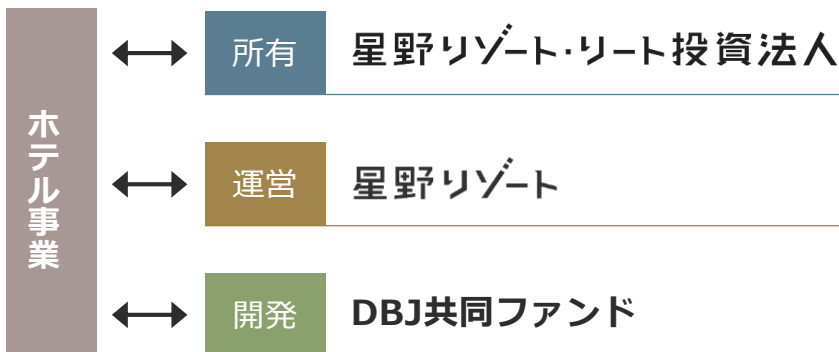 ホテル事業
所有
星野リゾート·リート投資法人
運営
星野リゾート
開発
DBJ共同ファンド